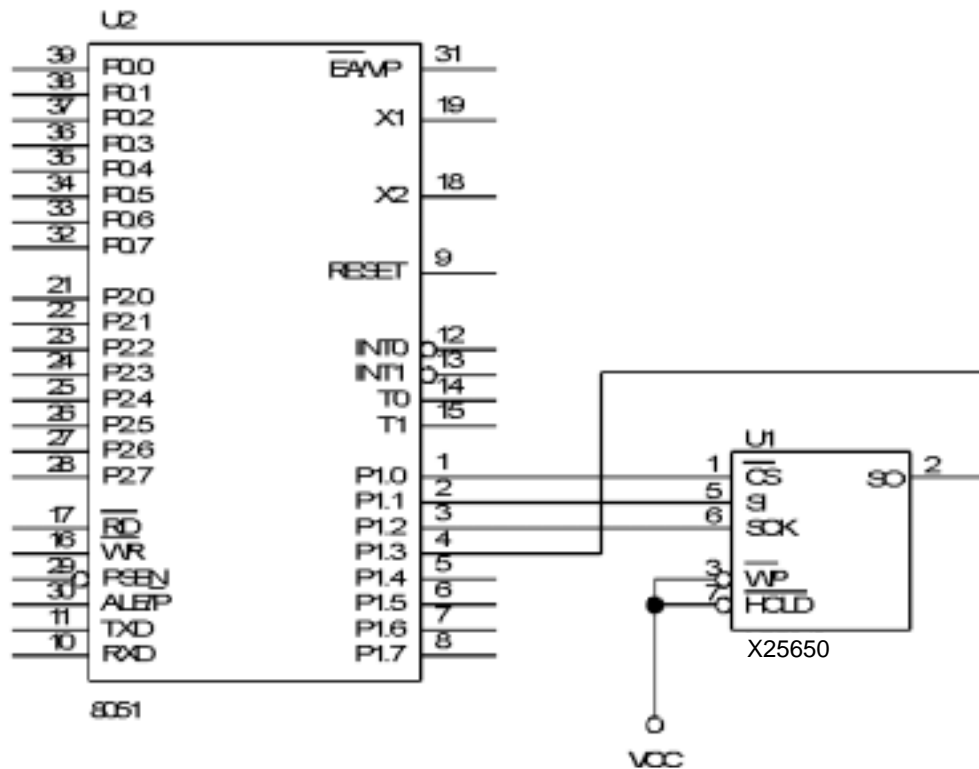 U2
39 P0.0 EA/VP 31
38 P0.1
37 P0.2 X1 19
36 P0.3
35 P0.4
34 P0.5 X2 18
33 P0.6
32 P0.7
RESET 9
21 P2.0
22 P2.1
23 P2.2 INT0 12
24 P2.3 INT1 13
25 P2.4 T0 14
26 P2.5 T1 15
27 P2.6
28 P2.7 P1.0 1
P1.1 2
17 RD P1.2 3
16 WR P1.3 4
29 PSEN P1.4 5
30 ALE/P P1.5 6
11 TXD P1.6 7
10 RXD P1.7 8
8051
U1
1 CS SO 2
5 SI
6 SCK
3 WP
7 HOLD
X25650
VCC